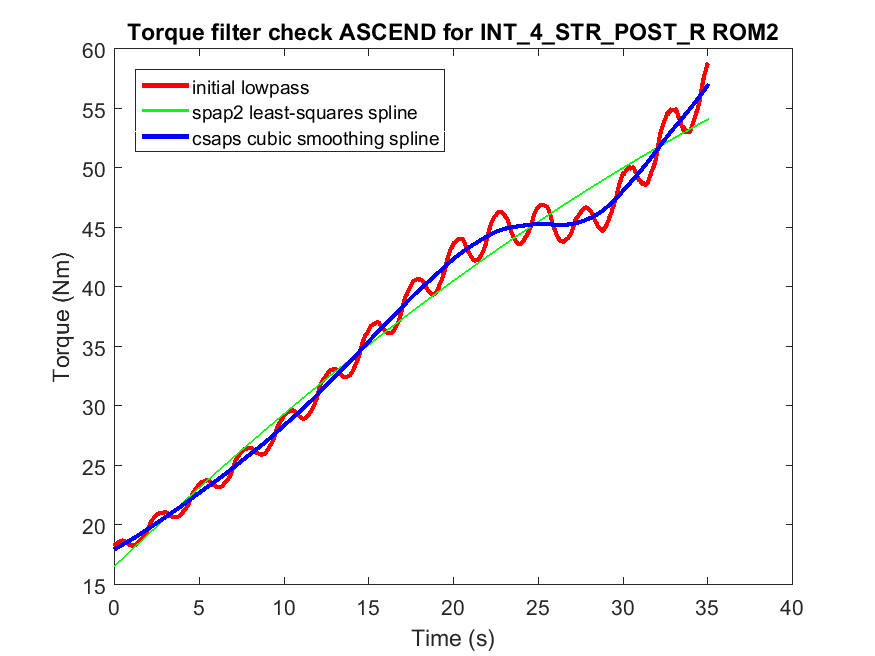 Torque filter check ASCEND for INT_4_STR_POST_R ROM2
60
55
50
45
40
35
30
25
20
15
initial lowpass
spap2 least-squares spline
csaps cubic smoothing spline
Torque (Nm)
0 5 10 15 20 25 30 35 40
Time (s)